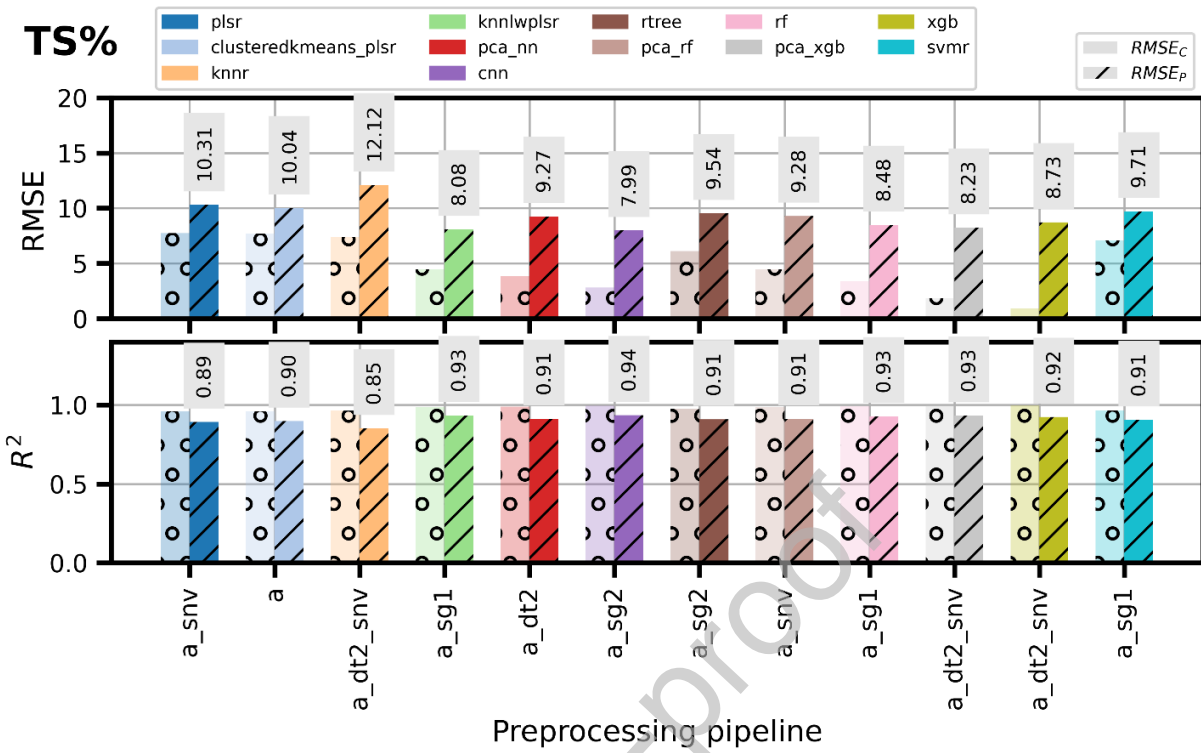 TS%
plsr
clusteredkmeans_plsr
knnr
knnlwplsr
pca_nn
cnn
rtree
pca_rf
rf
pca_xgb
xgb
svmr
RMSE_C
RMSE_P
RMSE
20
15
10
5
0
10.31
10.04
12.12
8.08
9.27
7.99
9.54
9.28
8.48
8.23
8.73
9.71
R²
1.0
0.5
0.0
0.89
0.90
0.85
0.93
0.91
0.94
0.91
0.91
0.93
0.93
0.92
0.91
a_snv
a
a_dt2_snv
a_sg1
a_dt2
a_sg2
a_sg2
a_snv
a_sg1
a_dt2_snv
a_dt2_snv
a_sg1
Preprocessing pipeline
-proof